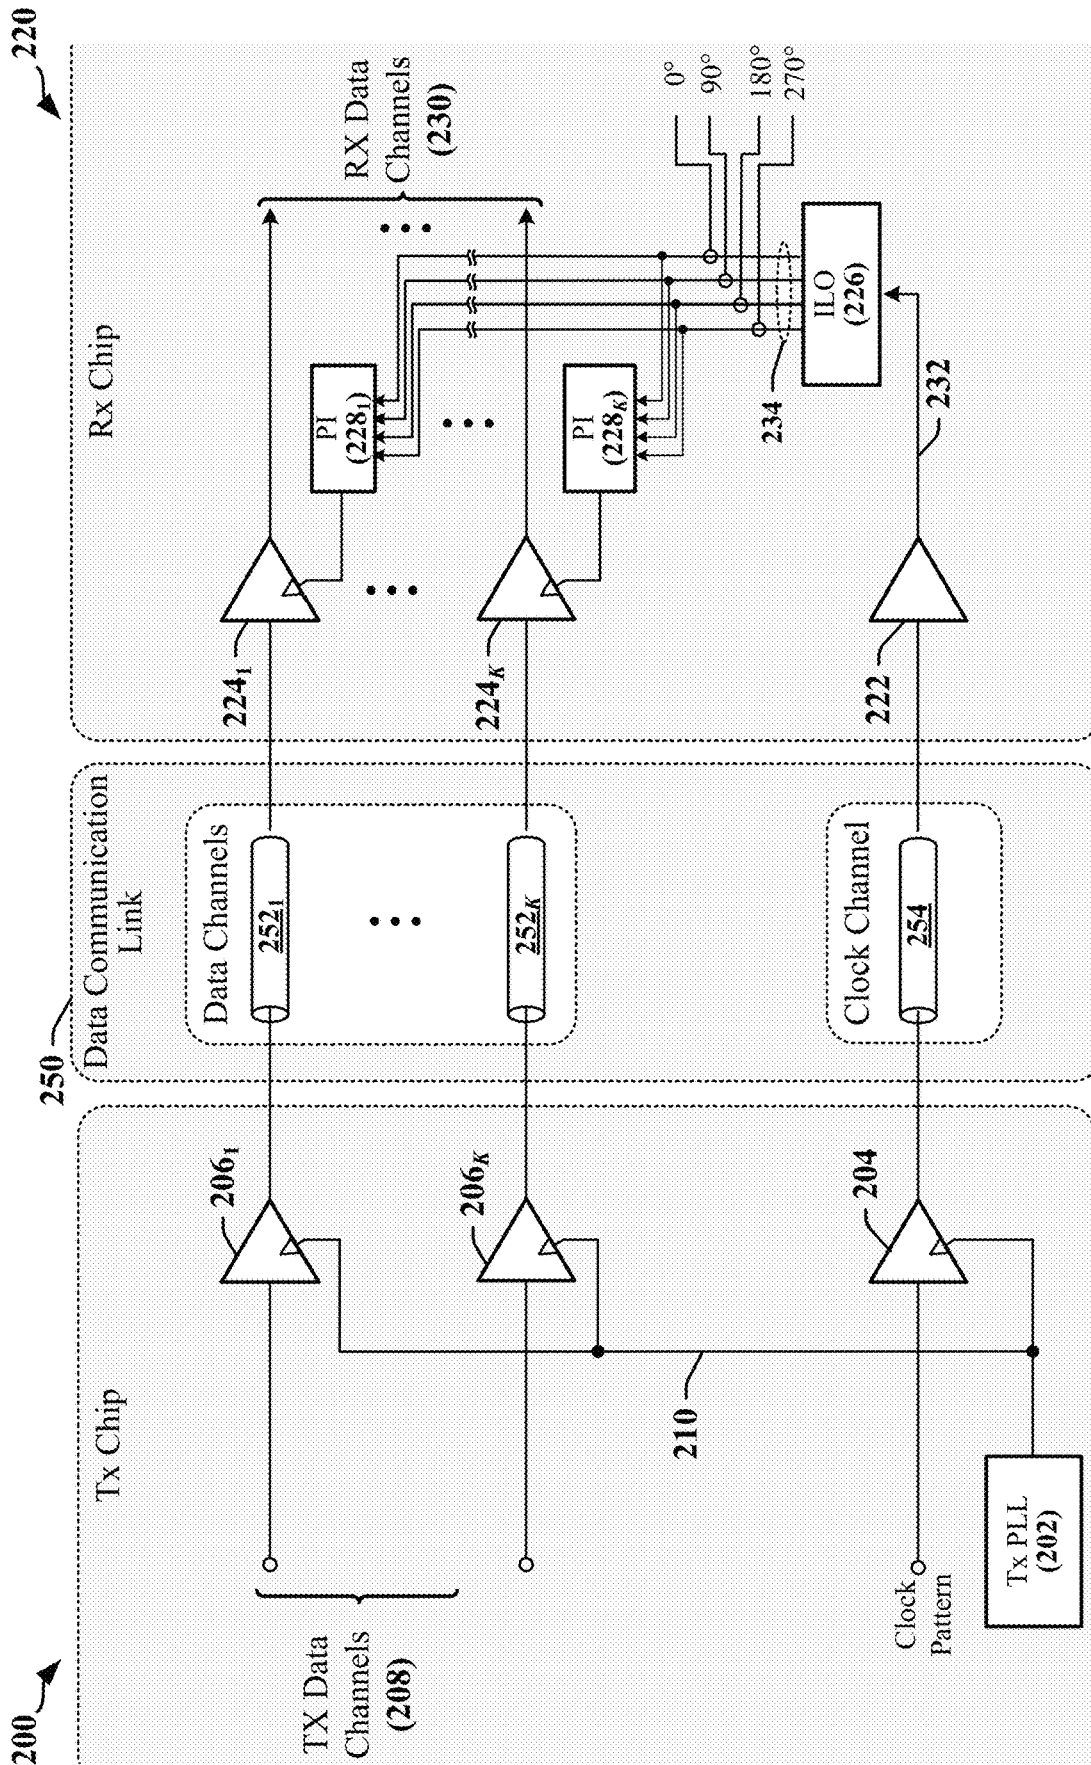 200
220
Tx Chip
250
Data Communication
Link
Rx Chip
TX Data
Channels
(208)
206₁
206K
Data Channels
252₁
252K
224₁
224K
PI
(228₁)
PI
(228K)
RX Data
Channels
(230)
210
234
0°
90°
180°
270°
Clock
Pattern
204
Clock Channel
254
222
232
ILO
(226)
Tx PLL
(202)